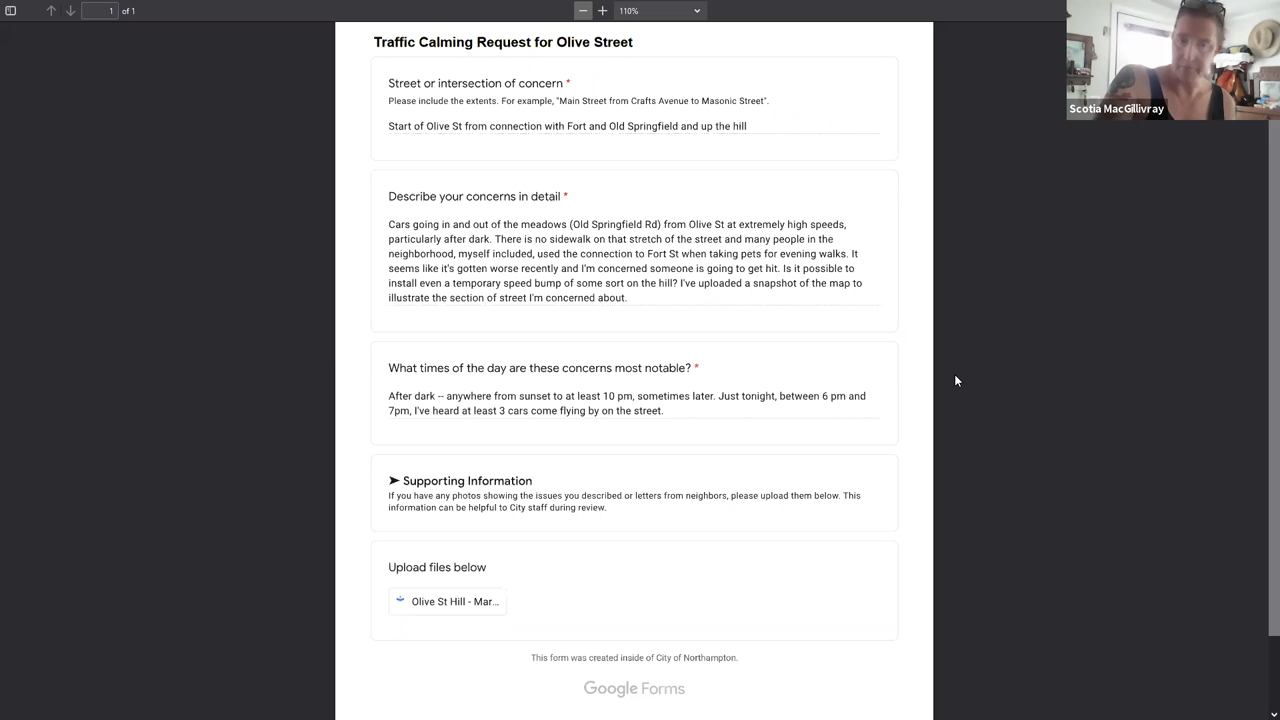 1 of 1
110%
Scotia MacGillivray
Traffic Calming Request for Olive Street
Street or intersection of concern *
Please include the extents. For example, "Main Street from Crafts Avenue to Masonic Street".
Start of Olive St from connection with Fort and Old Springfield and up the hill
Describe your concerns in detail *
Cars going in and out of the meadows (Old Springfield Rd) from Olive St at extremely high speeds,
particularly after dark. There is no sidewalk on that stretch of the street and many people in the
neighborhood, myself included, used the connection to Fort St when taking pets for evening walks. It
seems like it's gotten worse recently and I'm concerned someone is going to get hit. Is it possible to
install even a temporary speed bump of some sort on the hill? I've uploaded a snapshot of the map to
illustrate the section of street I'm concerned about.
What times of the day are these concerns most notable? *
After dark -- anywhere from sunset to at least 10 pm, sometimes later. Just tonight, between 6 pm and
7pm, I've heard at least 3 cars come flying by on the street.
➤ Supporting Information
If you have any photos showing the issues you described or letters from neighbors, please upload them below. This
information can be helpful to City staff during review.
Upload files below
Olive St Hill - Mar...
This form was created inside of City of Northampton.
Google Forms